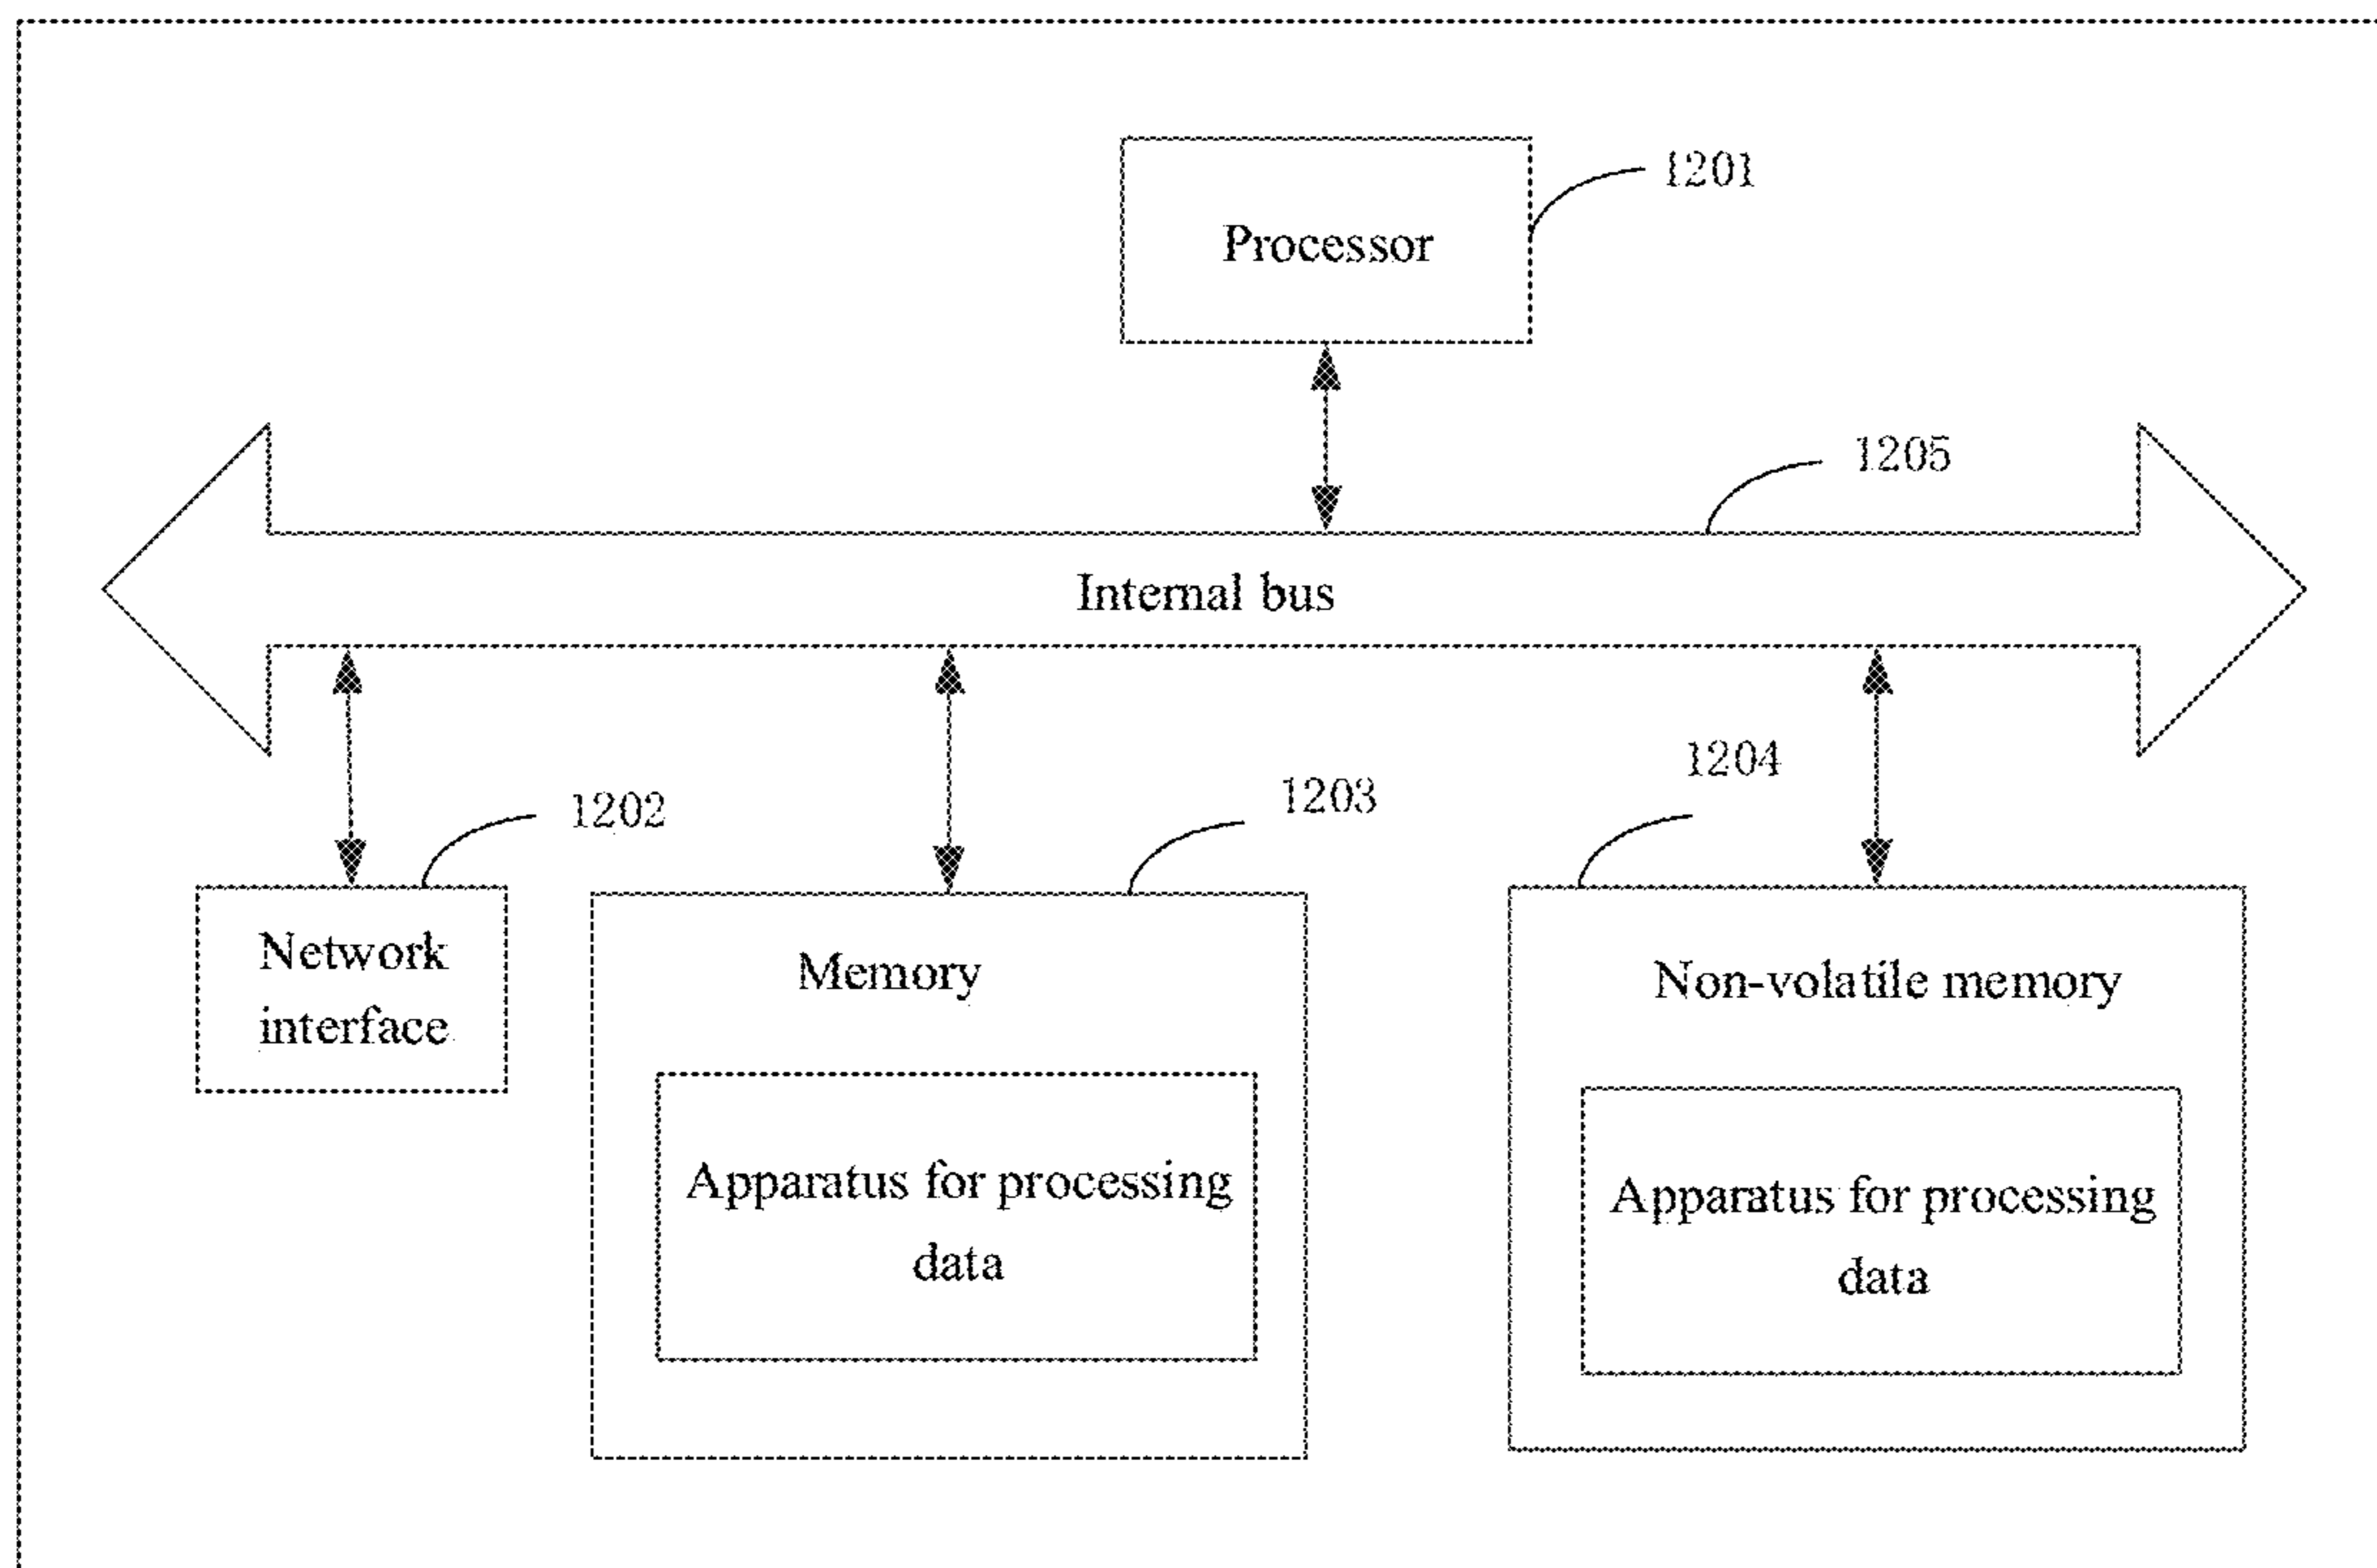 1201
Processor
1205
Internal bus
1202
1203
1204
Network
interface
Memory
Apparatus for processing
data
Non-volatile memory
Apparatus for processing
data